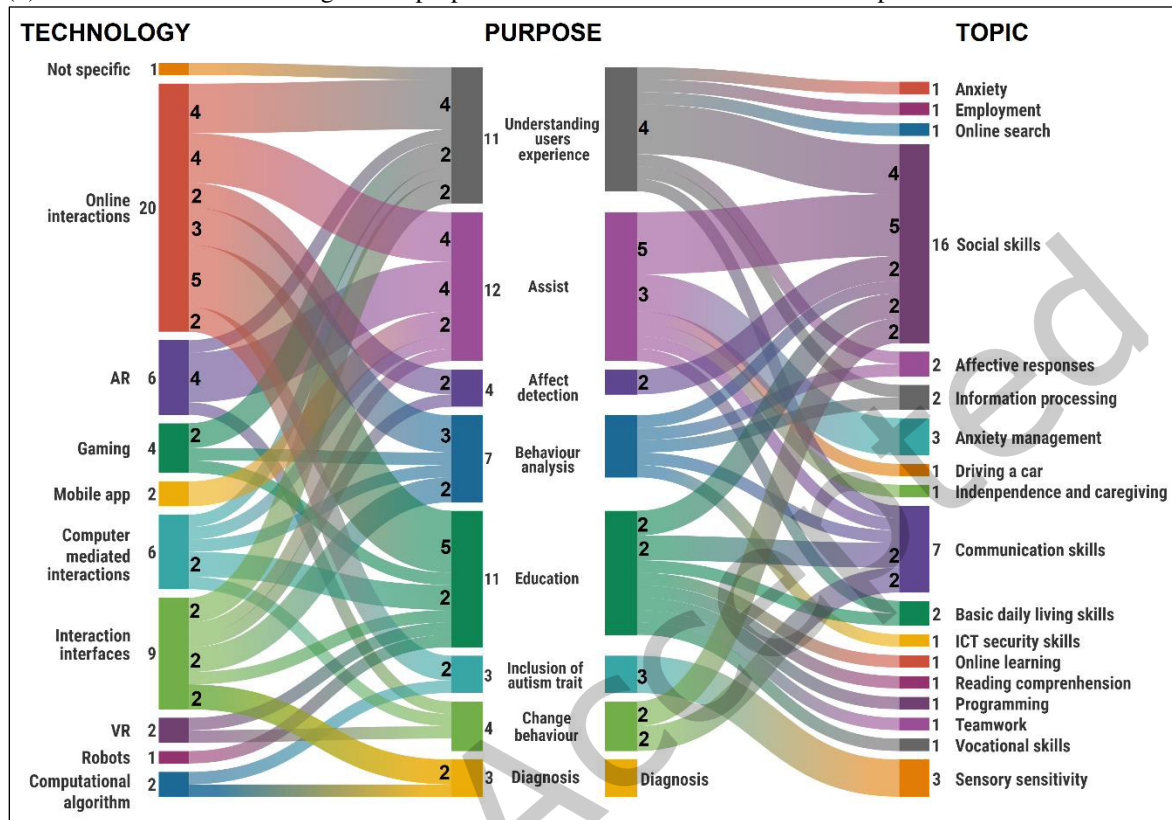 TECHNOLOGY
PURPOSE
TOPIC
Not specific 1
Online interactions 20
4
4
2
3
5
2
AR 6
4
Gaming 4
2
Mobile app 2
Computer mediated interactions 6
2
Interaction interfaces 9
2
2
2
VR 2
Robots 1
Computational algorithm 2
4
2
2
11 Understanding users experience
4
4
2
12 Assist
2
4 Affect detection
3
2
7 Behaviour analysis
5
2
11 Education
2
3 Inclusion of autism trait
4 Change behaviour
2
3 Diagnosis
4
5
3
2
2
2
3
2
2
Diagnosis
1 Anxiety
1 Employment
1 Online search
4
5
2
2
2
16 Social skills
2 Affective responses
2 Information processing
3 Anxiety management
1 Driving a car
1 Indenpendence and caregiving
2
2
7 Communication skills
2 Basic daily living skills
1 ICT security skills
1 Online learning
1 Reading comprenhension
1 Programming
1 Teamwork
1 Vocational skills
3 Sensory sensitivity
Accepted